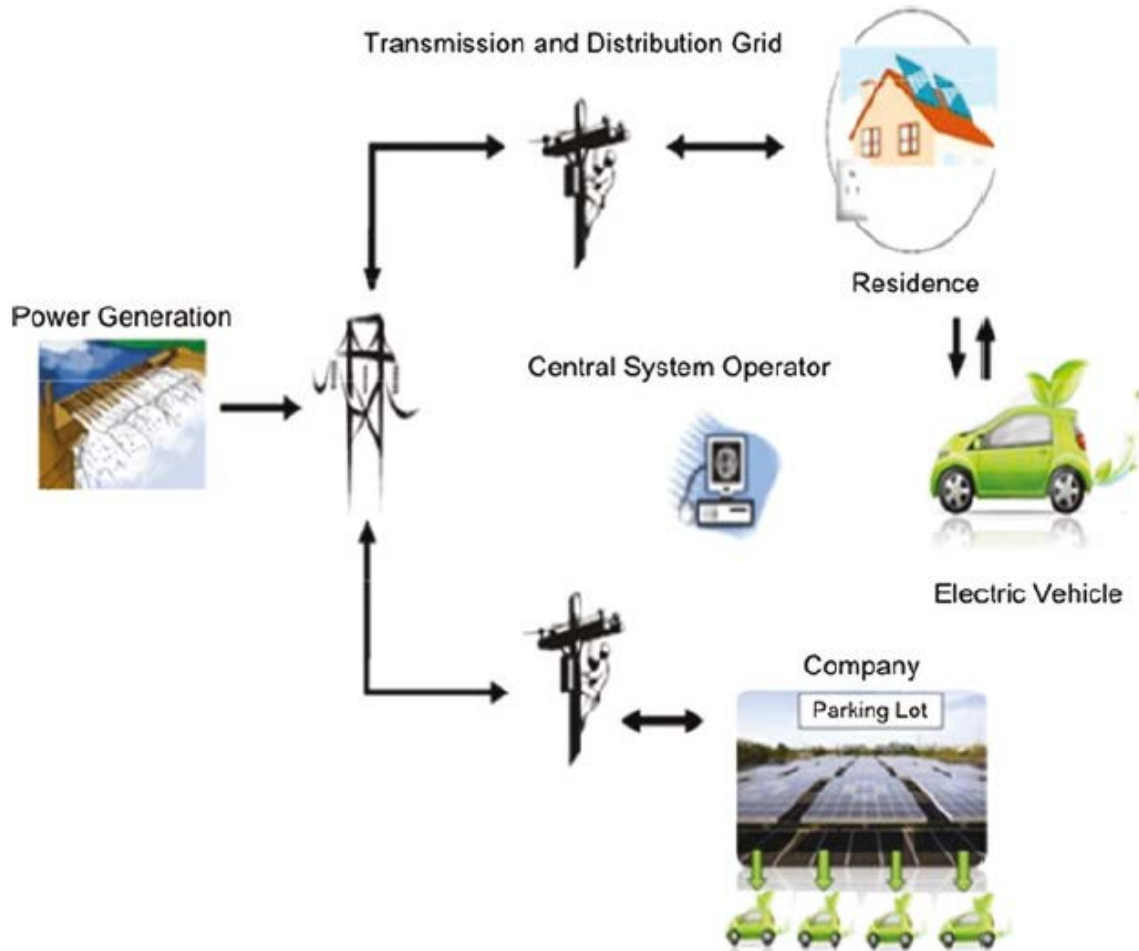 Transmission and Distribution Grid
Residence
Power Generation
Central System Operator
Electric Vehicle
Company
Parking Lot